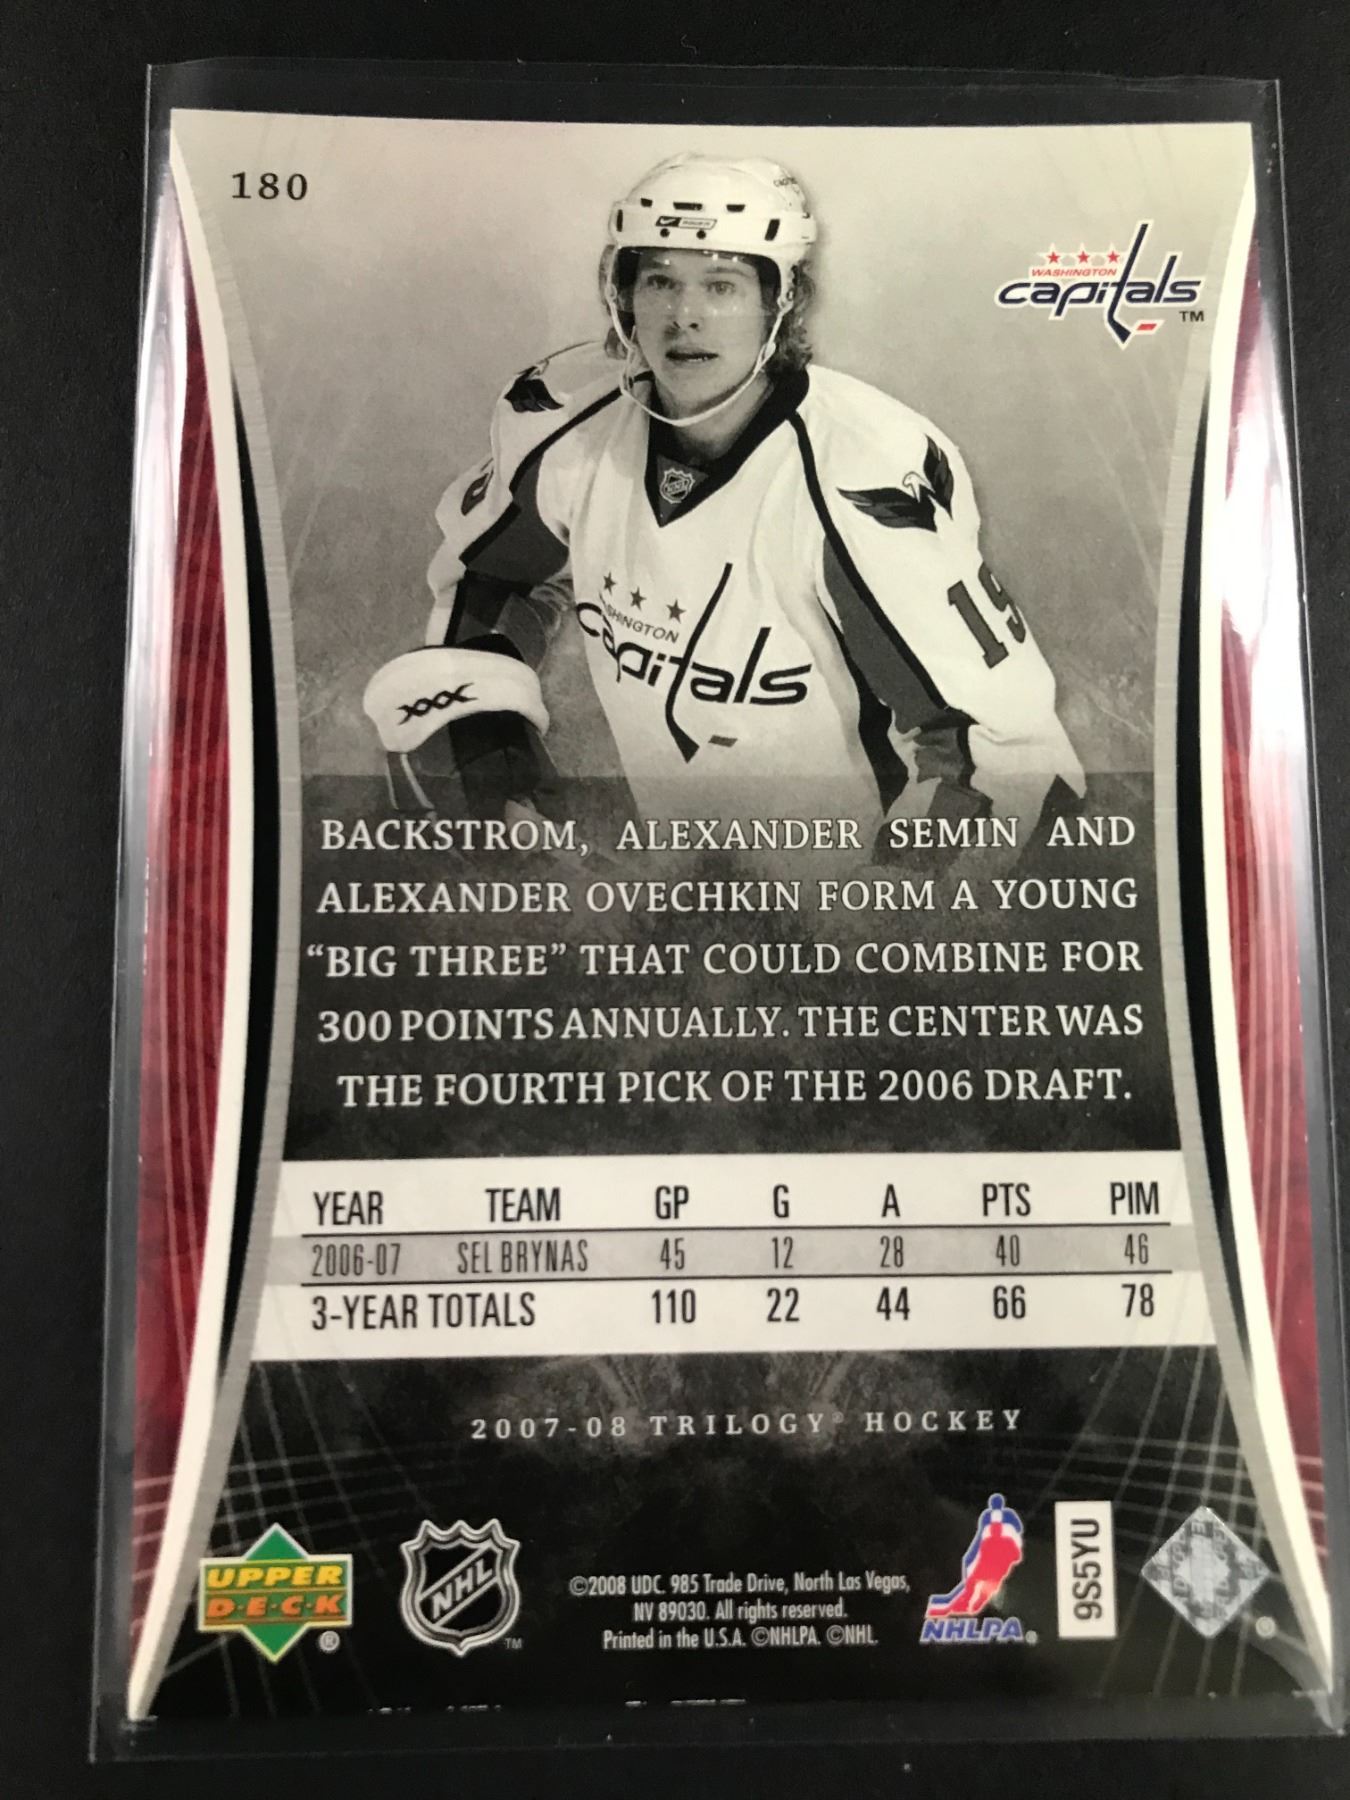 180
WASHINGTON
capitals
TM
19
WASHINGTON
capitals
BACKSTROM, ALEXANDER SEMIN AND
ALEXANDER OVECHKIN FORM A YOUNG
“BIG THREE” THAT COULD COMBINE FOR
300 POINTS ANNUALLY. THE CENTER WAS
THE FOURTH PICK OF THE 2006 DRAFT.
YEAR TEAM GP G A PTS PIM
2006-07 SEL BRYNAS 45 12 28 40 46
3-YEAR TOTALS 110 22 44 66 78
2007-08 TRILOGY® HOCKEY
UPPER
D·E·C·K
®
NHL
TM
©2008 UDC. 985 Trade Drive, North Las Vegas,
NV 89030. All rights reserved.
Printed in the U.S.A. ©NHLPA. ©NHL.
NHLPA®
9S5YU
®